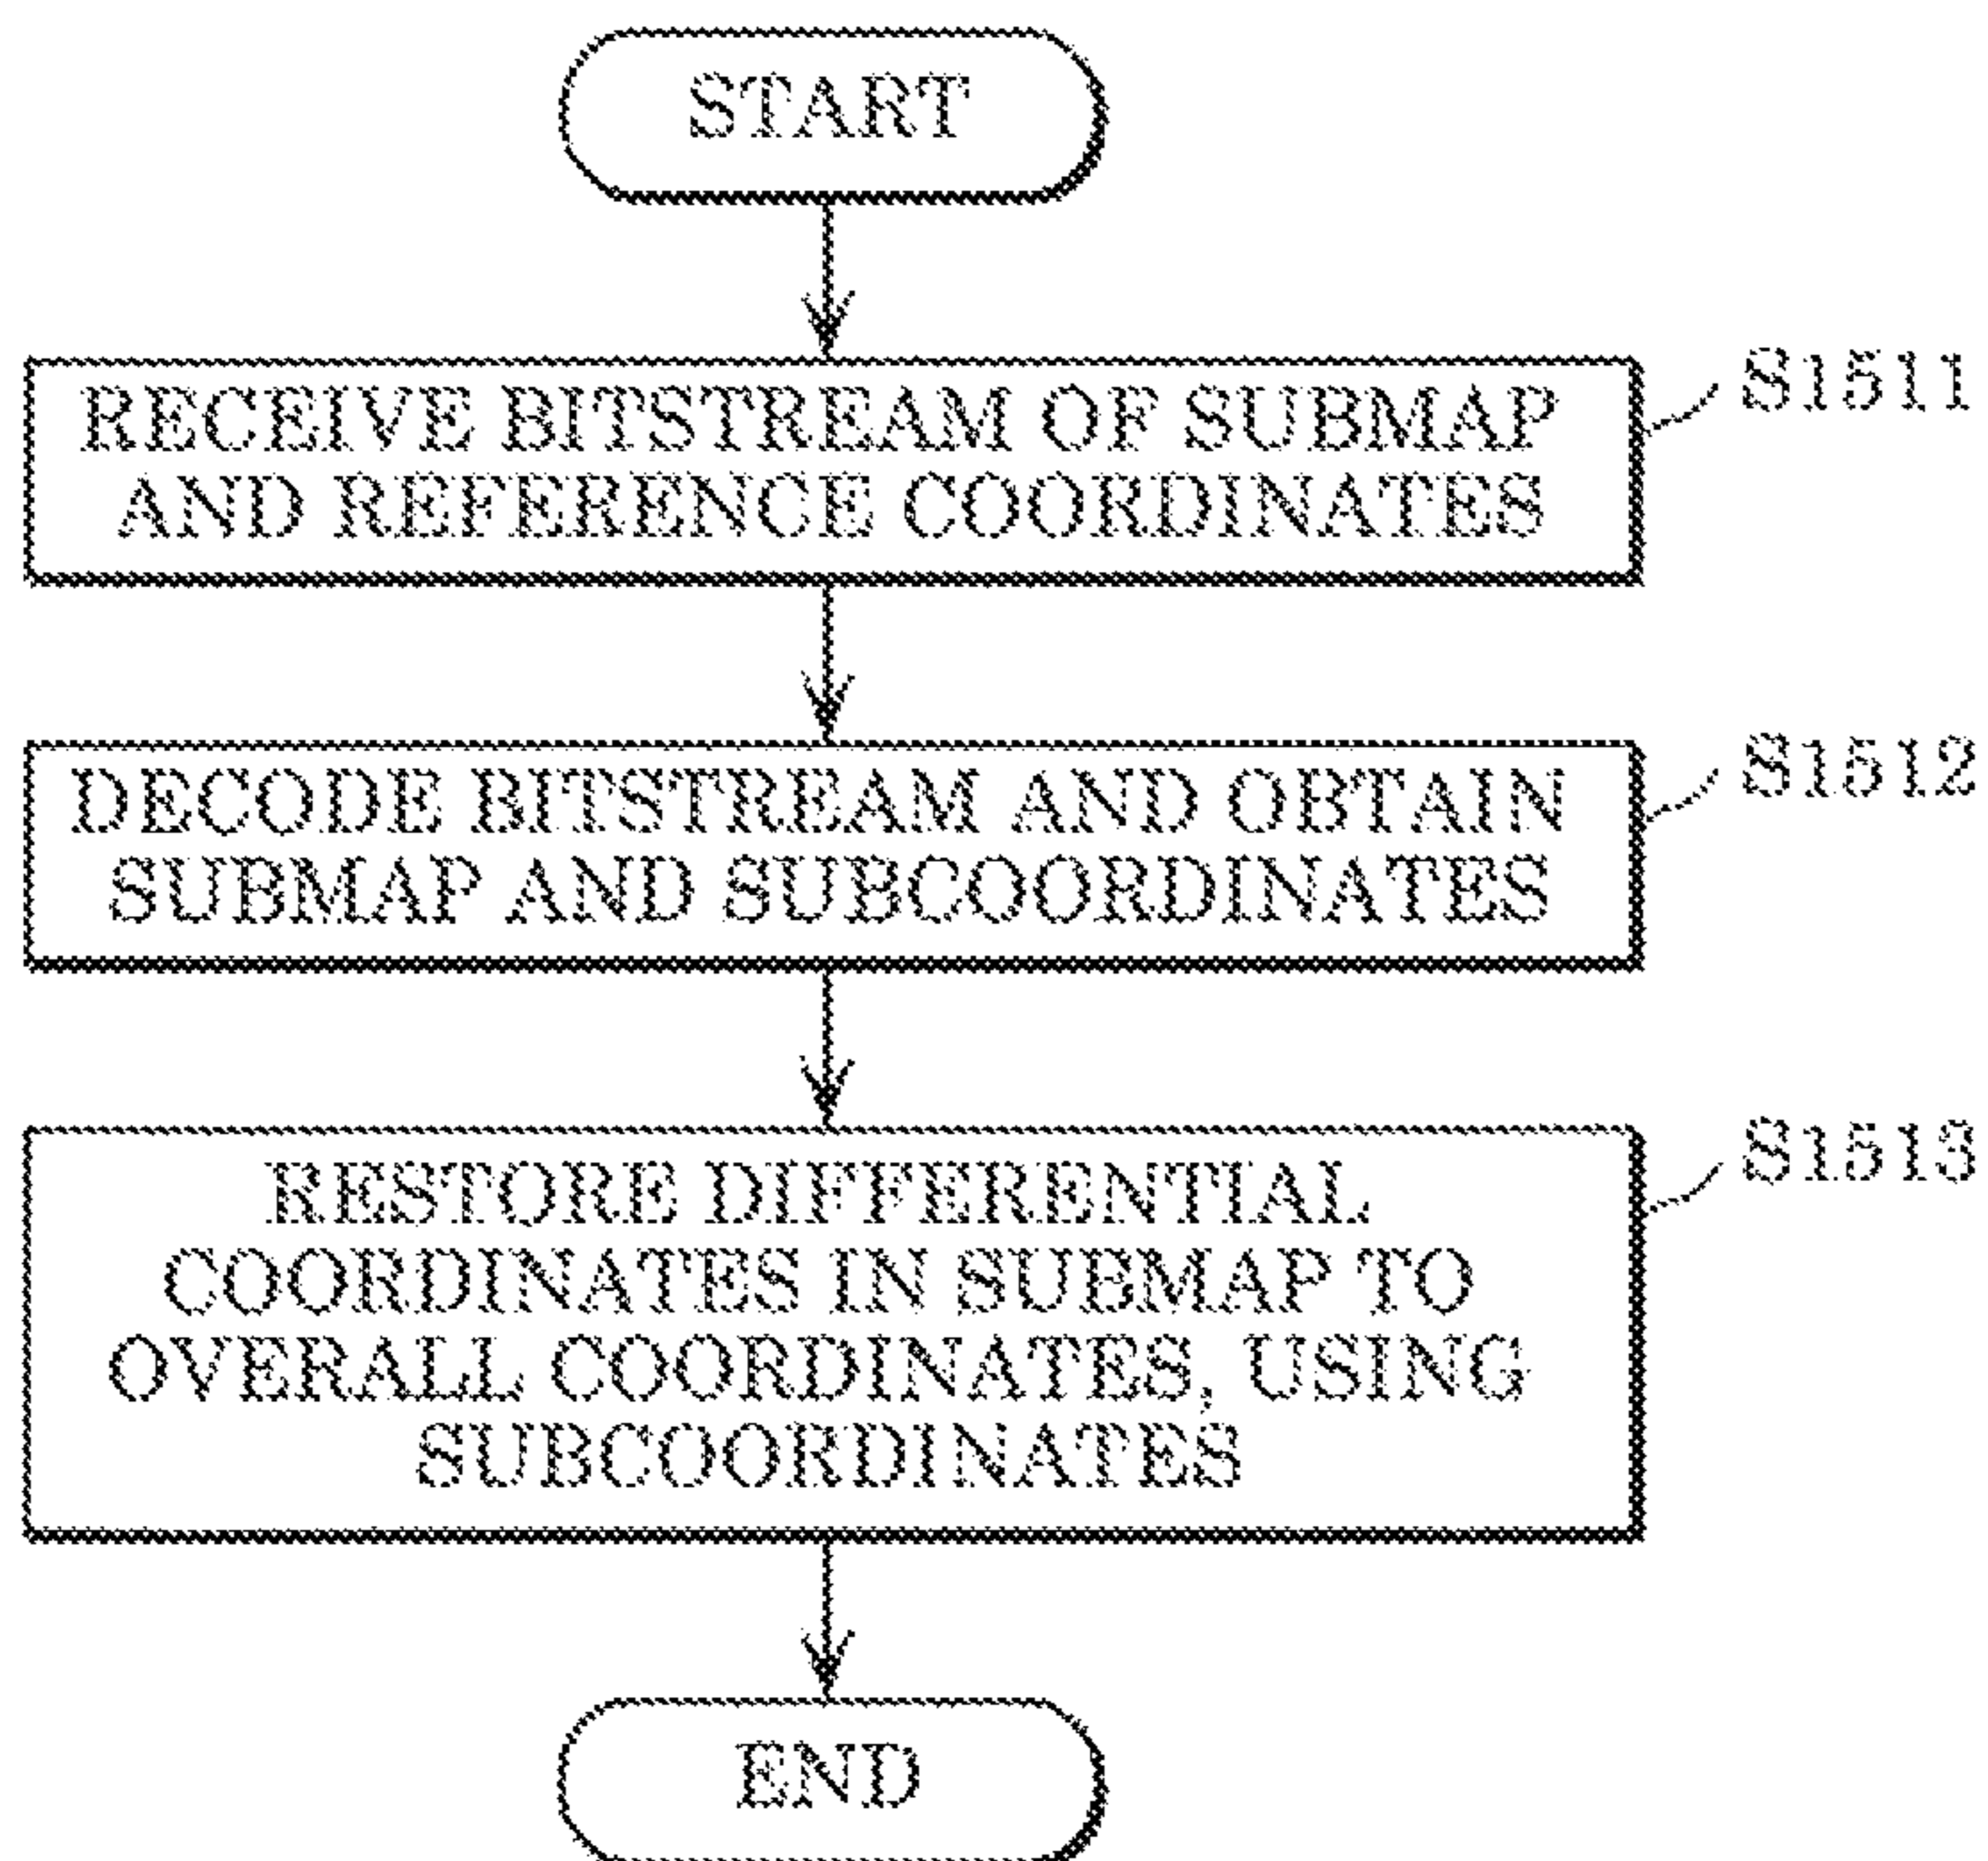 START
RECEIVE BITSTREAM OF SUBMAP
AND REFERENCE COORDINATES
S1511
DECODE BITSTREAM AND OBTAIN
SUBMAP AND SUBCOORDINATES
S1512
RESTORE DIFFERENTIAL
COORDINATES IN SUBMAP TO
OVERALL COORDINATES, USING
SUBCOORDINATES
S1513
END